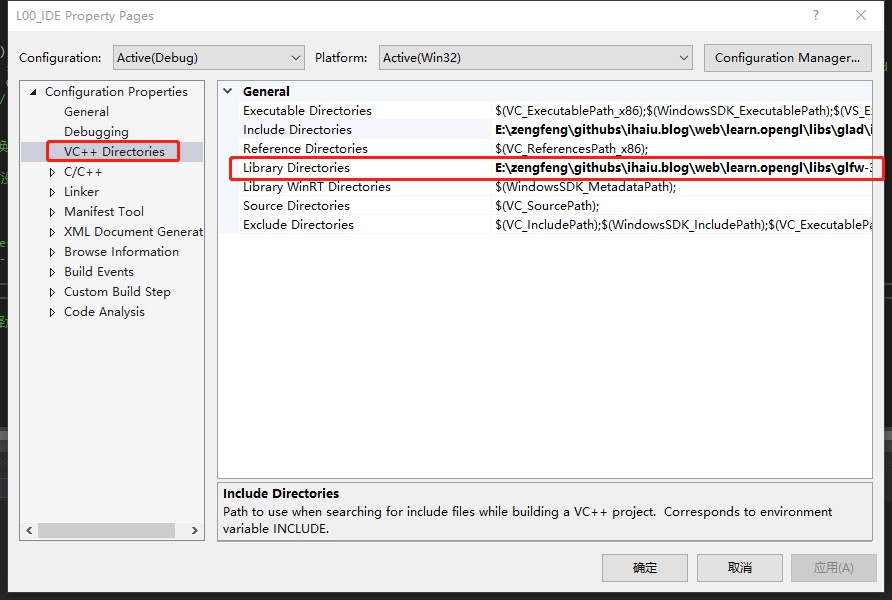 L00_IDE Property Pages
Configuration: Active(Debug) Platform: Active(Win32) Configuration Manager...
Configuration Properties
General
Debugging
VC++ Directories
C/C++
Linker
Manifest Tool
XML Document Generat
Browse Information
Build Events
Custom Build Step
Code Analysis
General
Executable Directories $(VC_ExecutablePath_x86);$(WindowsSDK_ExecutablePath);$(VS_E
Include Directories E:\zengfeng\githubs\ihaiu.blog\web\learn.opengl\libs\glad\i
Reference Directories $(VC_ReferencesPath_x86);
Library Directories E:\zengfeng\githubs\ihaiu.blog\web\learn.opengl\libs\glfw-3
Library WinRT Directories $(WindowsSDK_MetadataPath);
Source Directories $(VC_SourcePath);
Exclude Directories $(VC_IncludePath);$(WindowsSDK_IncludePath);$(VC_ExecutablePa
Include Directories
Path to use when searching for include files while building a VC++ project. Corresponds to environment
variable INCLUDE.
确定 取消 应用(A)